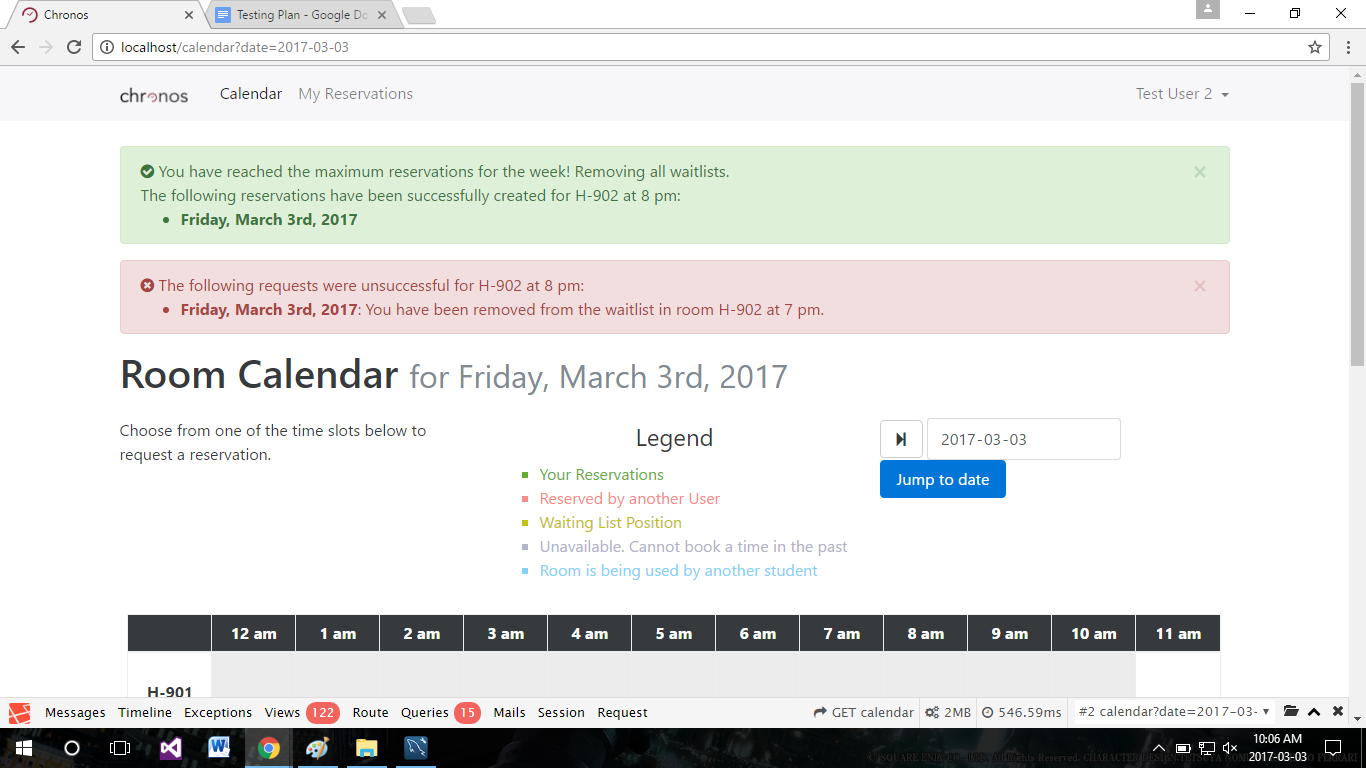 Chronos
Testing Plan - Google Do
localhost/calendar?date=2017-03-03
chronos
Calendar
My Reservations
Test User 2
You have reached the maximum reservations for the week! Removing all waitlists.
The following reservations have been successfully created for H-902 at 8 pm:
Friday, March 3rd, 2017
The following requests were unsuccessful for H-902 at 8 pm:
Friday, March 3rd, 2017: You have been removed from the waitlist in room H-902 at 7 pm.
Room Calendar for Friday, March 3rd, 2017
Choose from one of the time slots below to
request a reservation.
Legend
Your Reservations
Reserved by another User
Waiting List Position
Unavailable. Cannot book a time in the past
Room is being used by another student
2017-03-03
Jump to date
12 am 1 am 2 am 3 am 4 am 5 am 6 am 7 am 8 am 9 am 10 am 11 am
H-901
Messages Timeline Exceptions Views 122 Route Queries 15 Mails Session Request GET calendar 2MB 546.59ms #2 calendar?date=2017-03-
10:06 AM
2017-03-03